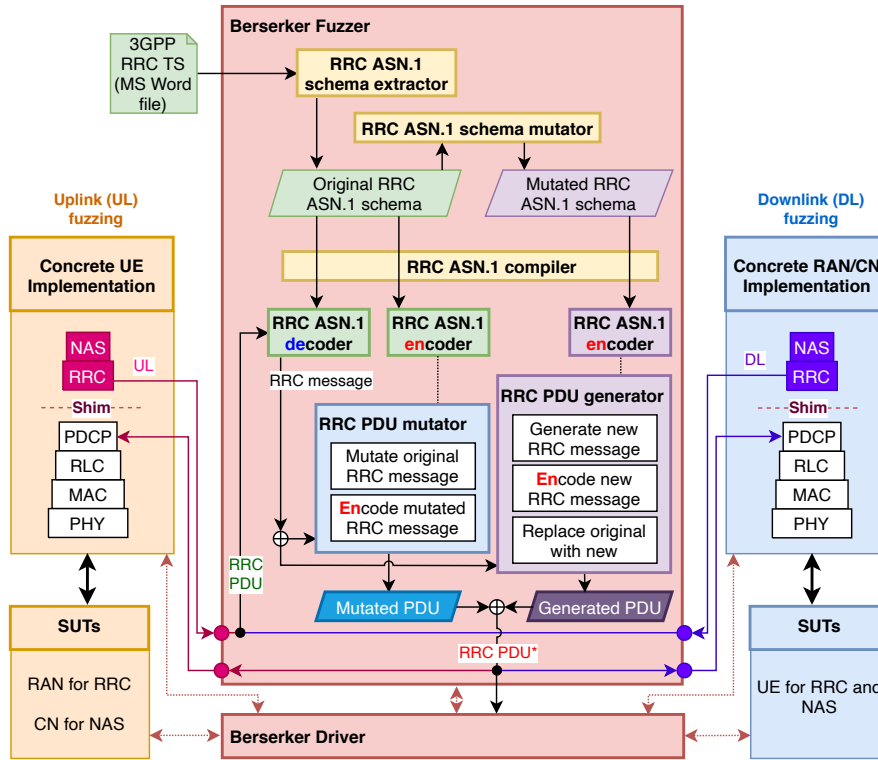 Berserker Fuzzer
3GPP
RRC TS
(MS Word
file)
RRC ASN.1
schema extractor
RRC ASN.1 schema mutator
Original RRC
ASN.1 schema
Mutated RRC
ASN.1 schema
Uplink (UL)
fuzzing
Downlink (DL)
fuzzing
Concrete UE
Implementation
RRC ASN.1 compiler
Concrete RAN/CN
Implementation
RRC ASN.1
decoder
RRC ASN.1
encoder
RRC ASN.1
encoder
NAS
RRC
UL
RRC message
DL
NAS
RRC
Shim
PDCP
RLC
MAC
PHY
RRC PDU mutator
Mutate original
RRC message
Encode mutated
RRC message
RRC PDU generator
Generate new
RRC message
Encode new
RRC message
Replace original
with new
Shim
PDCP
RLC
MAC
PHY
RRC
PDU
Mutated PDU
Generated PDU
SUTs
RAN for RRC
CN for NAS
RRC PDU*
SUTs
UE for RRC and
NAS
Berserker Driver